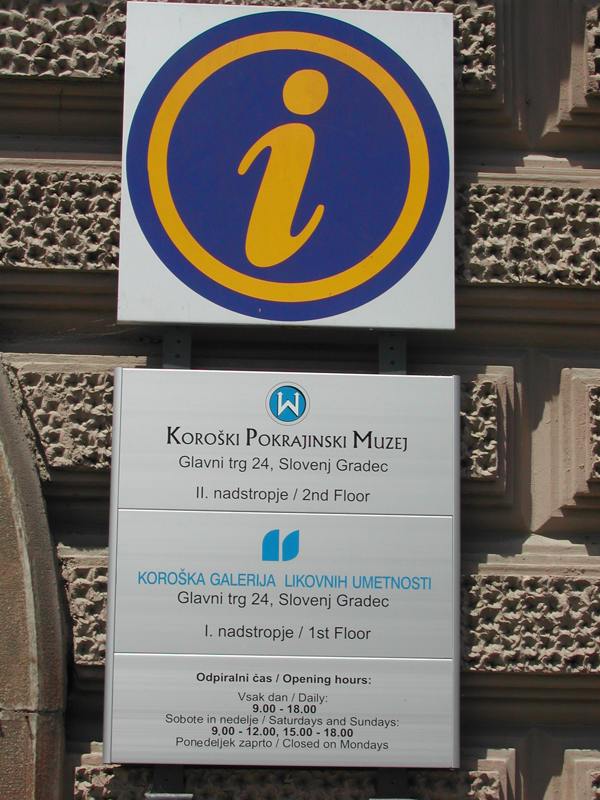 i
W
KOROŠKI POKRAJINSKI MUZEJ
Glavni trg 24, Slovenj Gradec
II. nadstropje / 2nd Floor
KOROŠKA GALERIJA LIKOVNIH UMETNOSTI
Glavni trg 24, Slovenj Gradec
I. nadstropje / 1st Floor
Odpiralni čas / Opening hours:
Vsak dan / Daily:
9.00 - 18.00
Sobote in nedelje / Saturdays and Sundays:
9.00 - 12.00, 15.00 - 18.00
Ponedeljek zaprto / Closed on Mondays